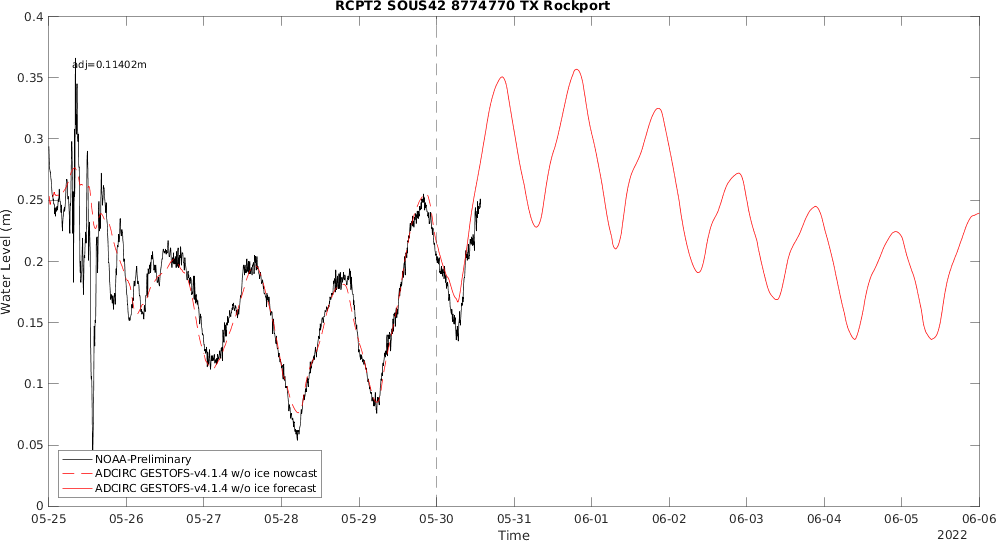 RCPT2 SOUS42 8774770 TX Rockport
0.4
0.35
0.3
0.25
0.2
0.15
0.1
0.05
0
Water Level (m)
adj=0.11402m
NOAA-Preliminary
ADCIRC GESTOFS-v4.1.4 w/o ice nowcast
ADCIRC GESTOFS-v4.1.4 w/o ice forecast
05-25 05-26 05-27 05-28 05-29 05-30 05-31 06-01 06-02 06-03 06-04 06-05 06-06
Time
2022